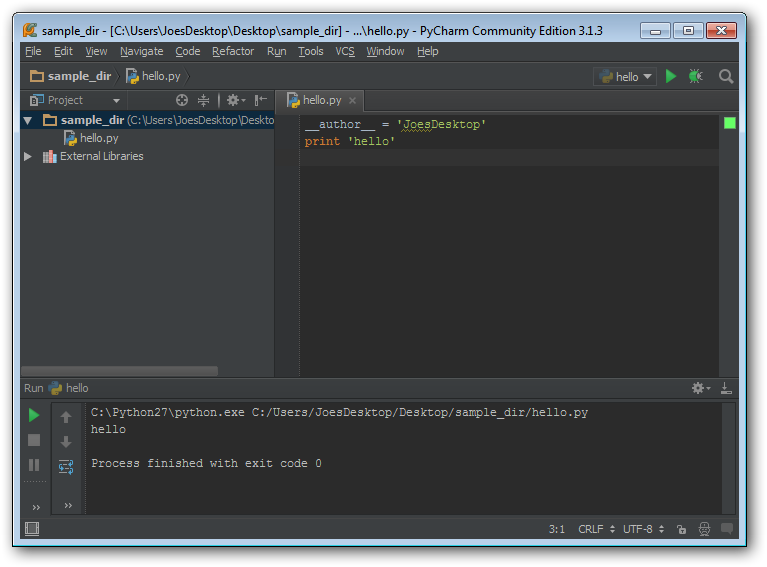 sample_dir - [C:\Users\JoesDesktop\Desktop\sample_dir] - ...\hello.py - PyCharm Community Edition 3.1.3
File Edit View Navigate Code Refactor Run Tools VCS Window Help
sample_dir hello.py hello
Project
hello.py
sample_dir (C:\Users\JoesDesktop\Deskto
hello.py
External Libraries
__author__ = 'JoesDesktop'
print 'hello'
Run hello
C:\Python27\python.exe C:/Users/JoesDesktop/Desktop/sample_dir/hello.py
hello
Process finished with exit code 0
3:1 CRLF UTF-8